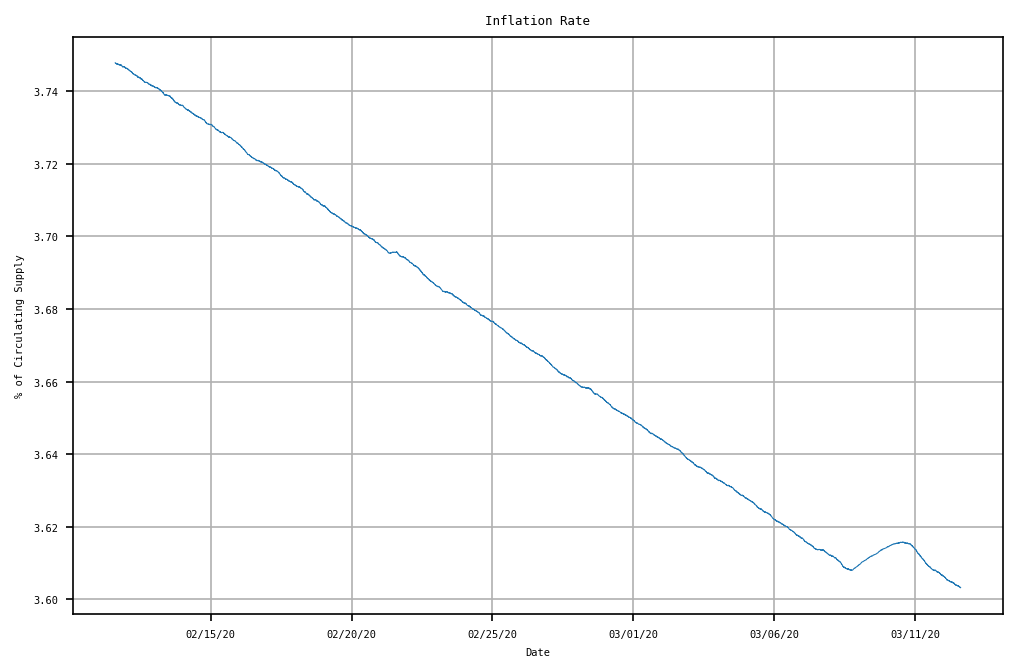 Inflation Rate
% of Circulating Supply
3.74
3.72
3.70
3.68
3.66
3.64
3.62
3.60
02/15/20 02/20/20 02/25/20 03/01/20 03/06/20 03/11/20
Date